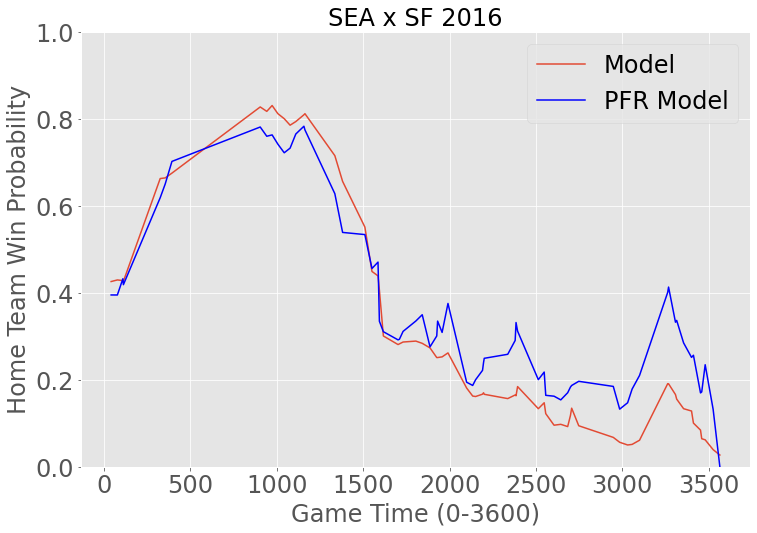 SEA x SF 2016
Model
PFR Model
Home Team Win Probability
1.0
0.8
0.6
0.4
0.2
0.0
0 500 1000 1500 2000 2500 3000 3500
Game Time (0-3600)